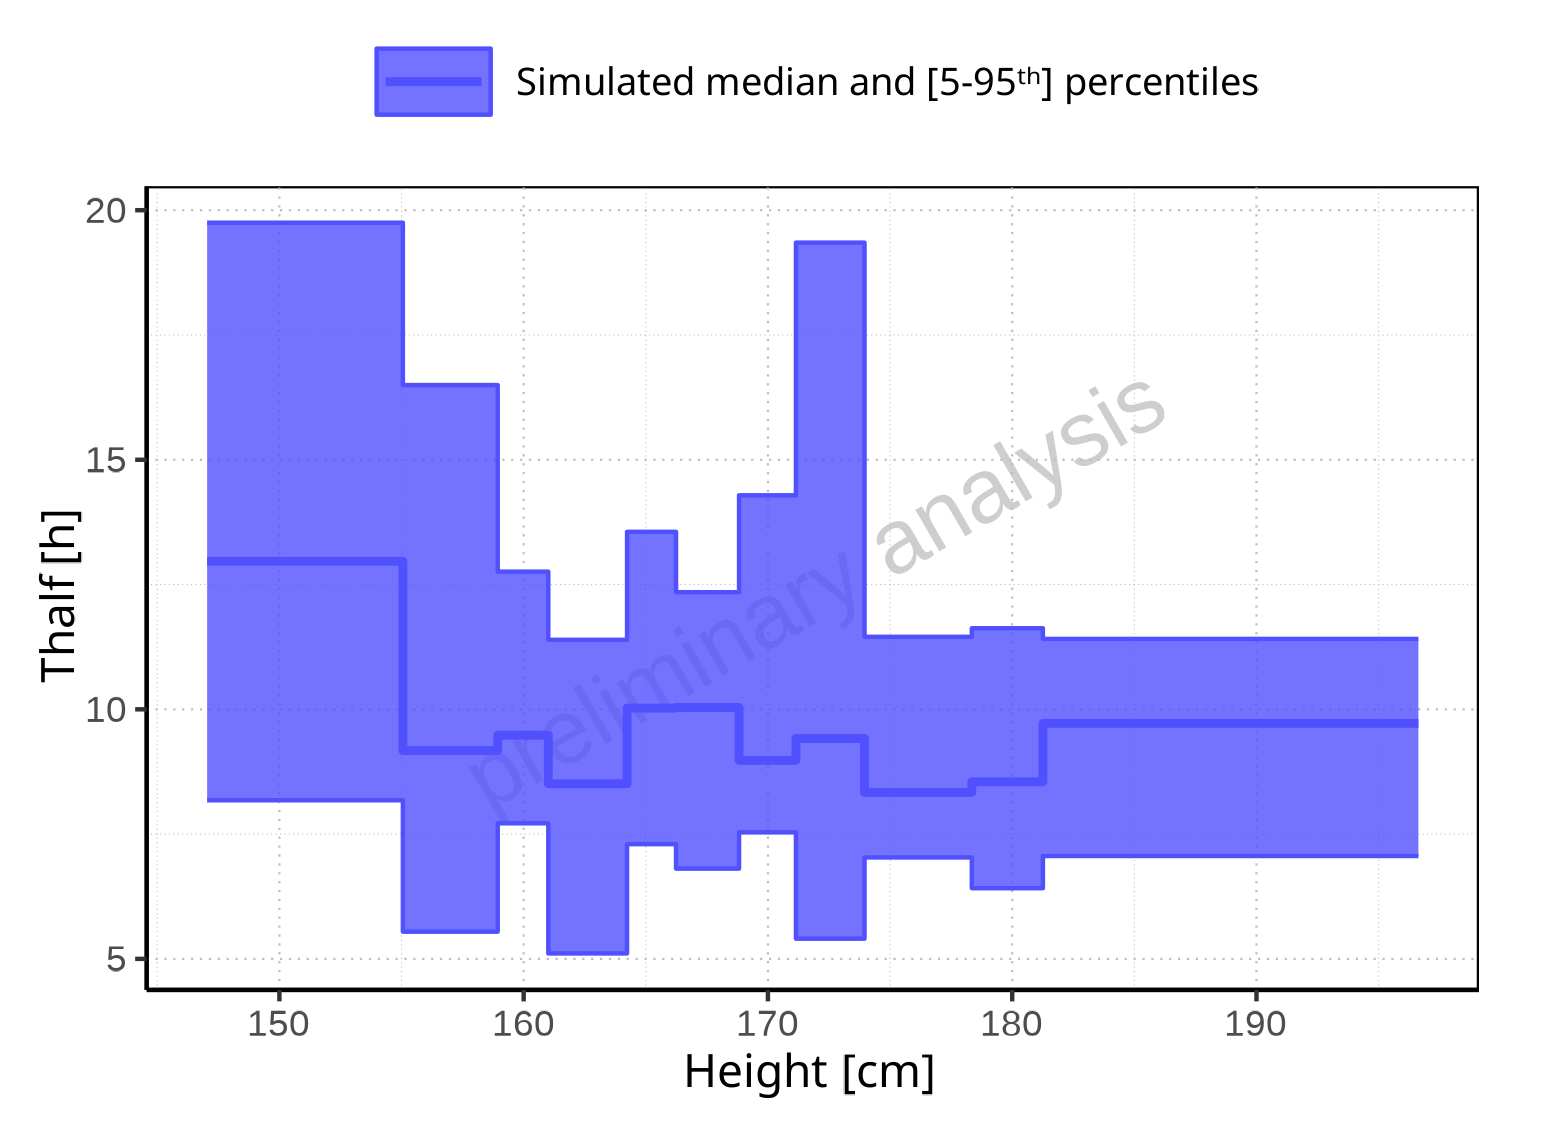 Simulated median and [5-95ᵗʰ] percentiles
20
15
10
5
Thalf [h]
preliminary analysis
150 160 170 180 190
Height [cm]